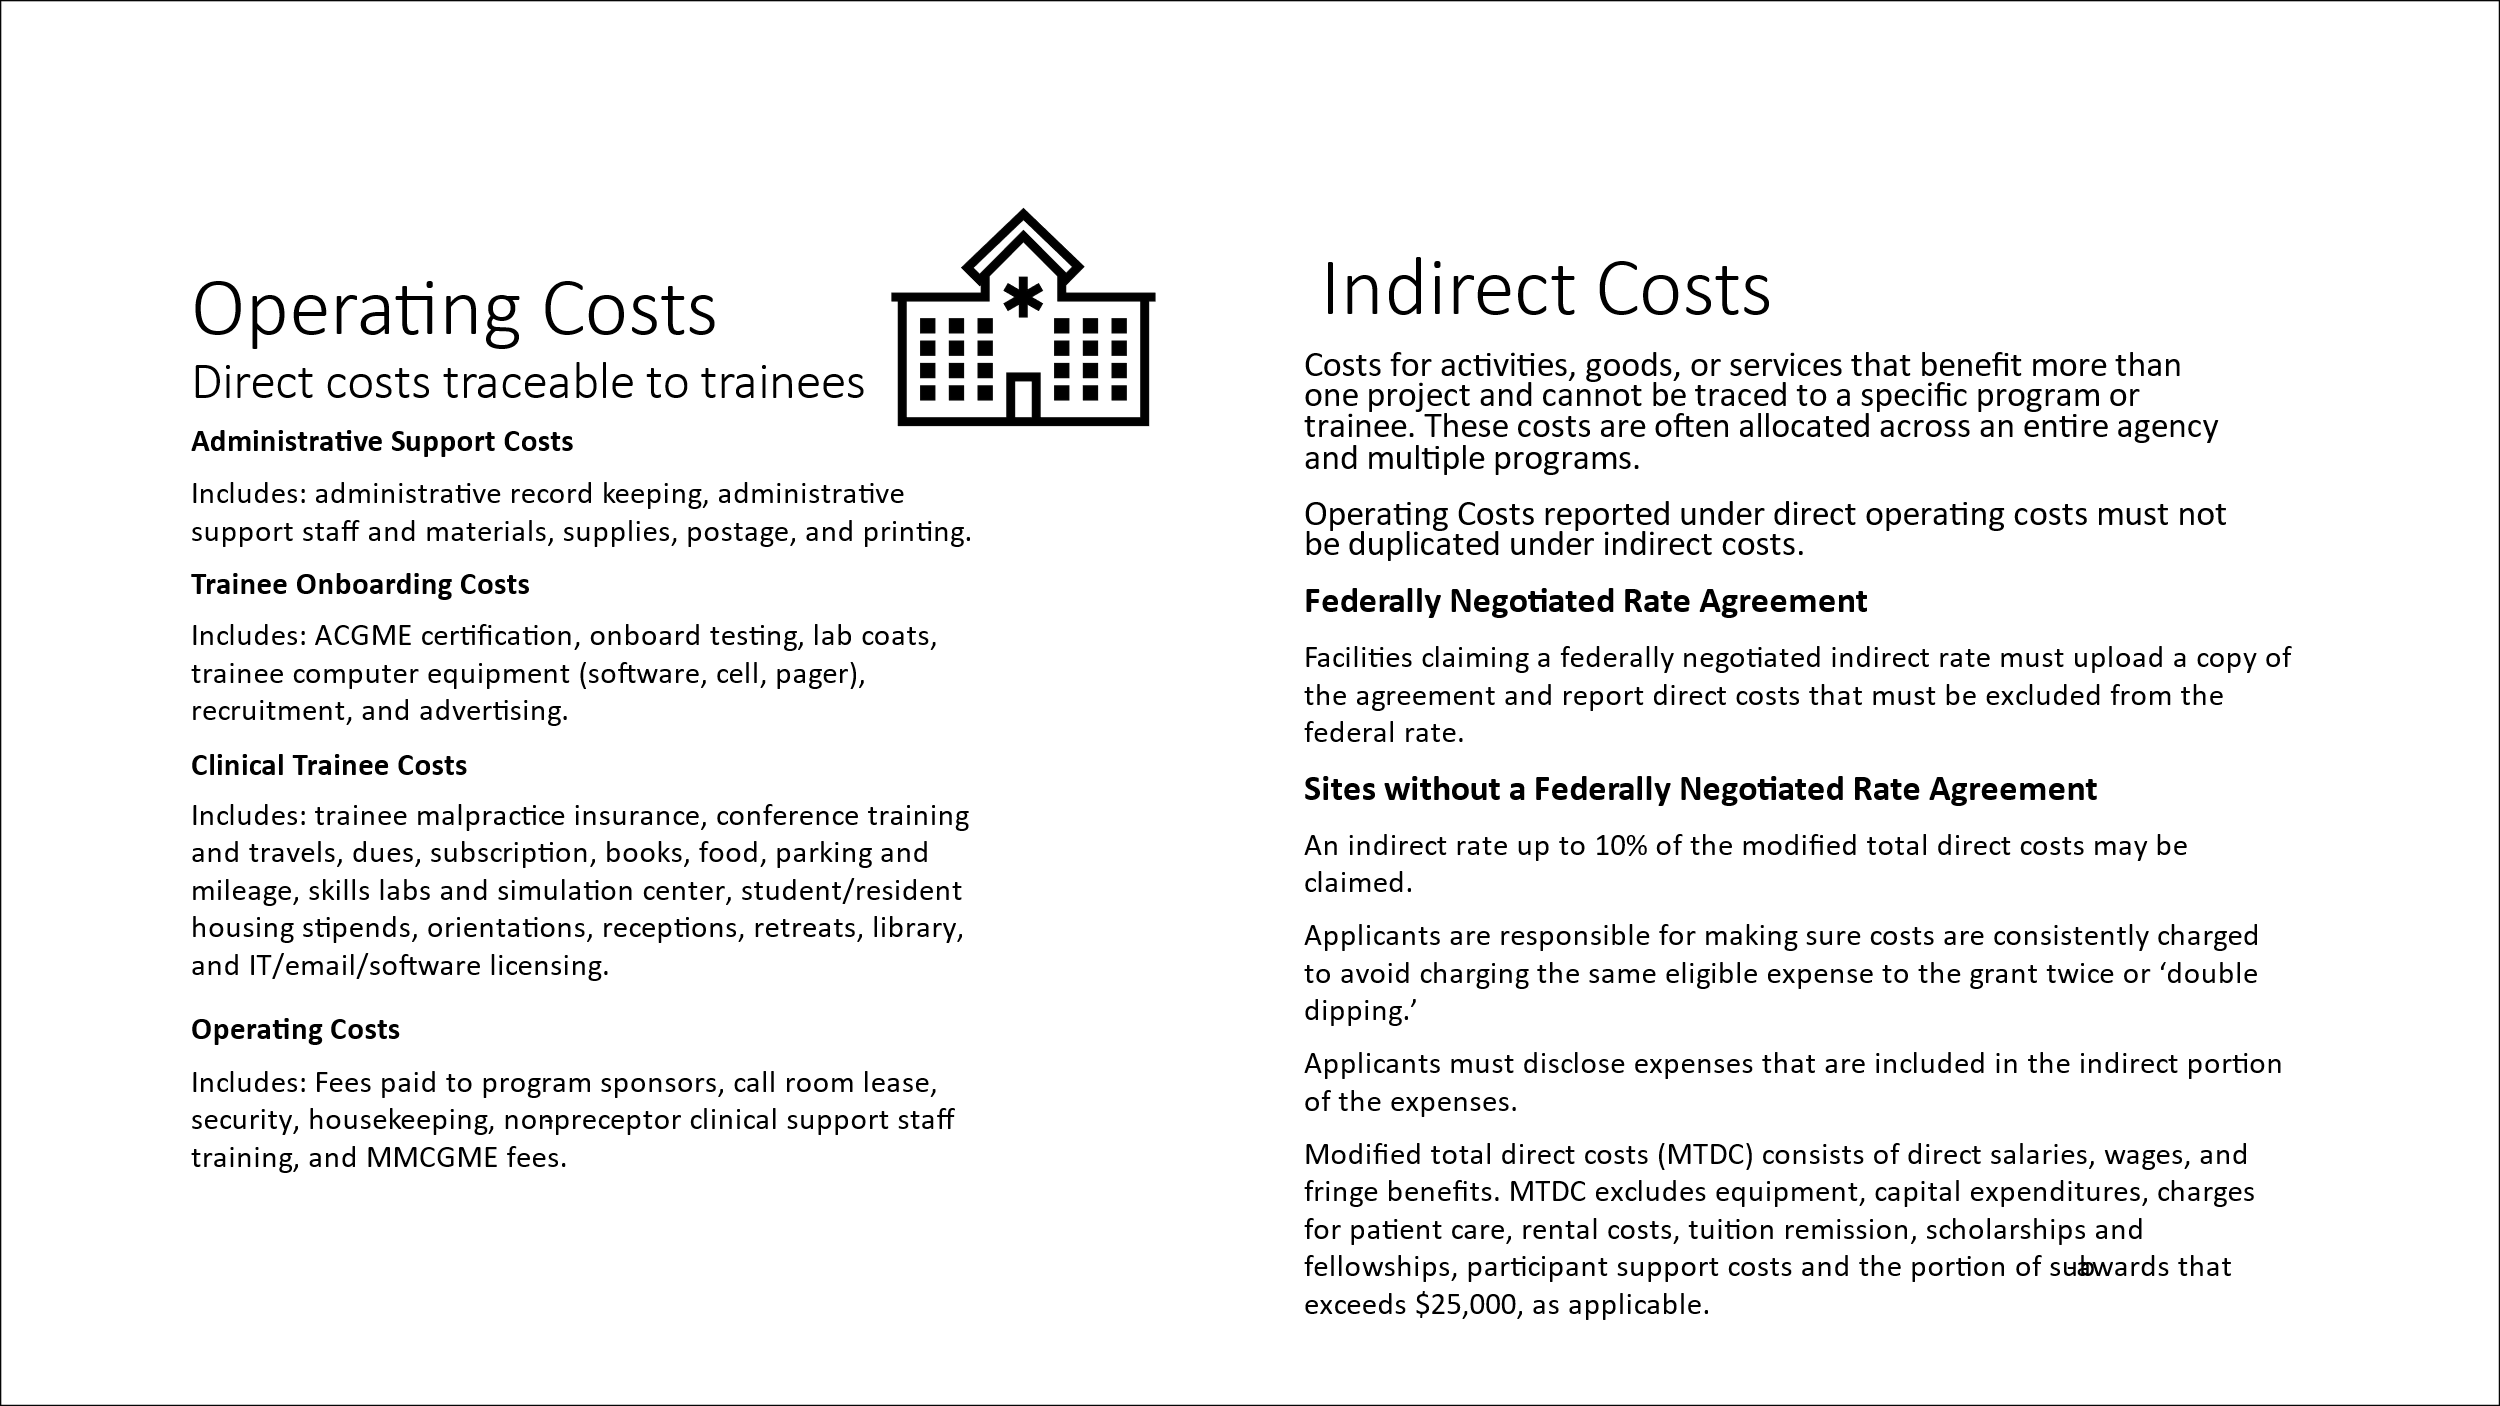 Operating Costs
Direct costs traceable to trainees
Administrative Support Costs
Includes: administrative record keeping, administrative
support staff and materials, supplies, postage, and printing.
Trainee Onboarding Costs
Includes: ACGME certification, onboard testing, lab coats,
trainee computer equipment (software, cell, pager),
recruitment, and advertising.
Clinical Trainee Costs
Includes: trainee malpractice insurance, conference training
and travels, dues, subscription, books, food, parking and
mileage, skills labs and simulation center, student/resident
housing stipends, orientations, receptions, retreats, library,
and IT/email/software licensing.
Operating Costs
Includes: Fees paid to program sponsors, call room lease,
security, housekeeping, non-preceptor clinical support staff
training, and MMCGME fees.
Indirect Costs
Costs for activities, goods, or services that benefit more than
one project and cannot be traced to a specific program or
trainee. These costs are often allocated across an entire agency
and multiple programs.
Operating Costs reported under direct operating costs must not
be duplicated under indirect costs.
Federally Negotiated Rate Agreement
Facilities claiming a federally negotiated indirect rate must upload a copy of
the agreement and report direct costs that must be excluded from the
federal rate.
Sites without a Federally Negotiated Rate Agreement
An indirect rate up to 10% of the modified total direct costs may be
claimed.
Applicants are responsible for making sure costs are consistently charged
to avoid charging the same eligible expense to the grant twice or ‘double
dipping.’
Applicants must disclose expenses that are included in the indirect portion
of the expenses.
Modified total direct costs (MTDC) consists of direct salaries, wages, and
fringe benefits. MTDC excludes equipment, capital expenditures, charges
for patient care, rental costs, tuition remission, scholarships and
fellowships, participant support costs and the portion of sub-awards that
exceeds $25,000, as applicable.